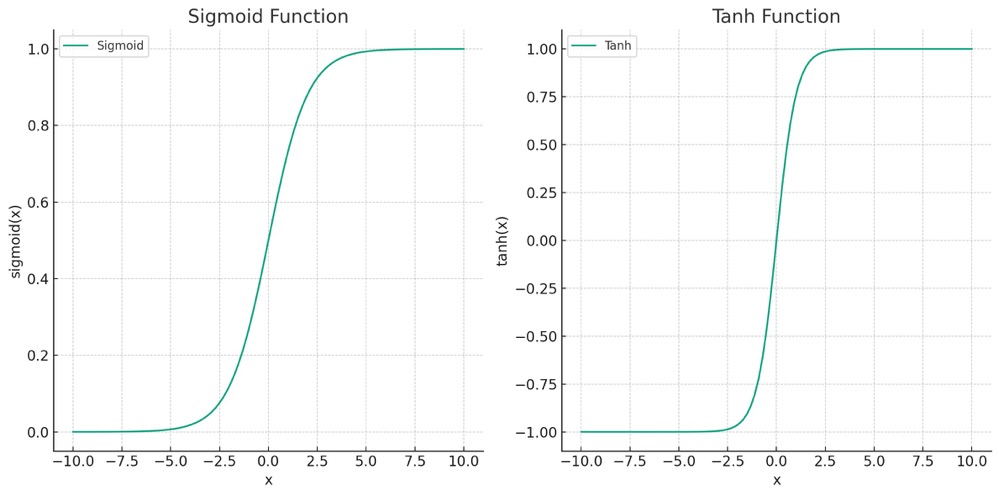 Sigmoid Function
Sigmoid
1.0
0.8
0.6
0.4
0.2
0.0
sigmoid(x)
−10.0 −7.5 −5.0 −2.5 0.0 2.5 5.0 7.5 10.0
x
Tanh Function
Tanh
1.00
0.75
0.50
0.25
0.00
−0.25
−0.50
−0.75
−1.00
tanh(x)
−10.0 −7.5 −5.0 −2.5 0.0 2.5 5.0 7.5 10.0
x